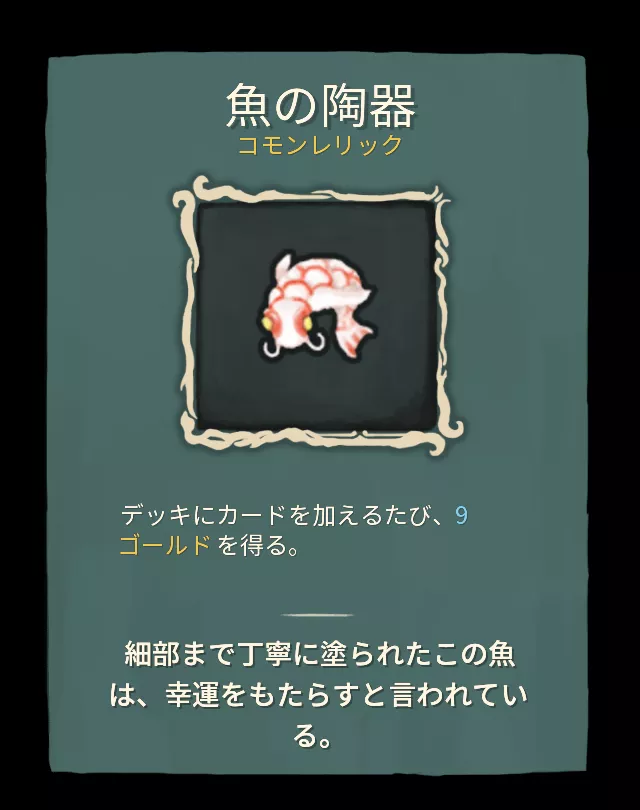 魚の陶器
コモンレリック
デッキにカードを加えるたび、9
ゴールドを得る。
細部まで丁寧に塗られたこの魚
は、幸運をもたらすと言われてい
る。